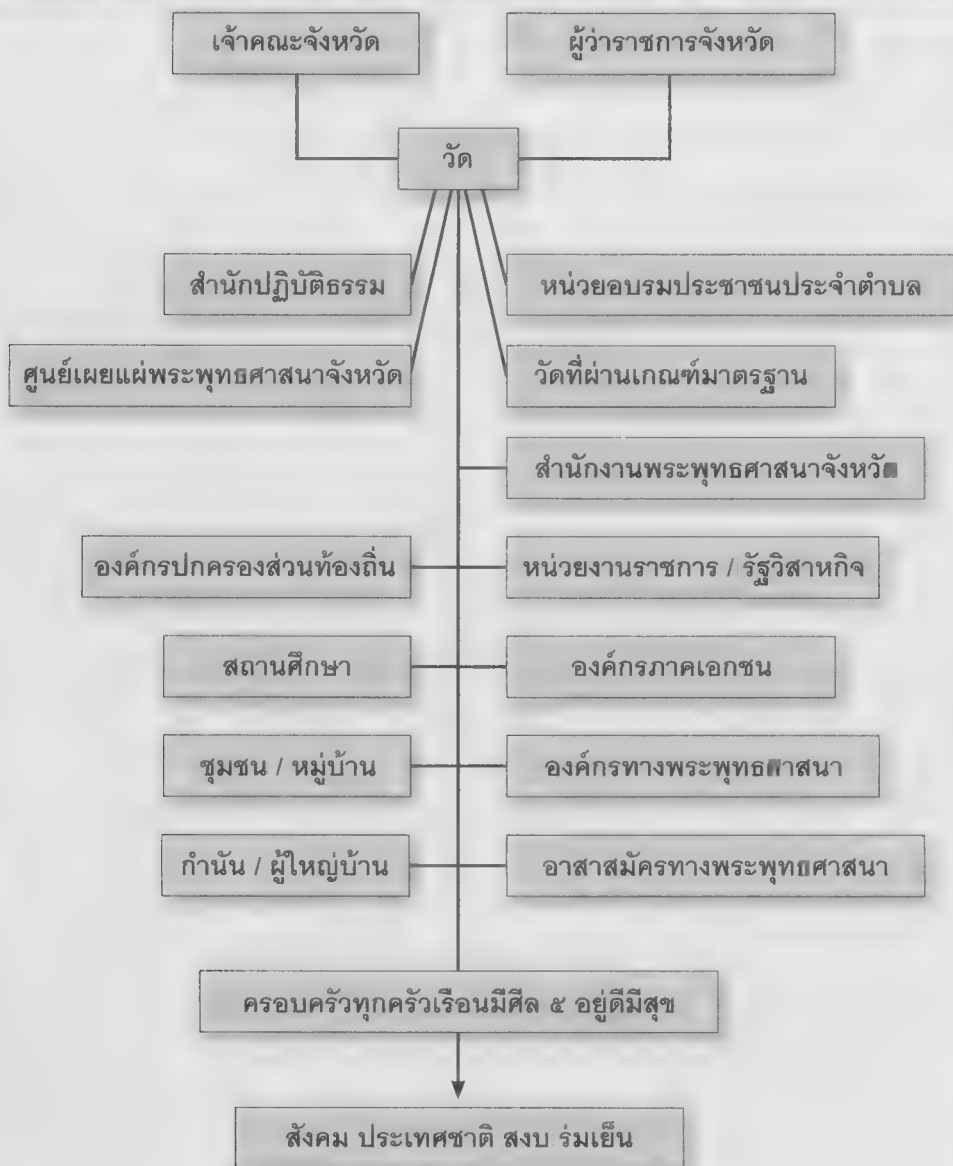 เจ้าคณะจังหวัด
ผู้ว่าราชการจังหวัด
วัด
สำนักปฏิบัติธรรม
หน่วยอบรมประชาชนประจำตำบล
ศูนย์เผยแผ่พระพุทธศาสนาจังหวัด
วัดที่ผ่านเกณฑ์มาตรฐาน
สำนักงานพระพุทธศาสนาจังหวัด
องค์กรปกครองส่วนท้องถิ่น
หน่วยงานราชการ / รัฐวิสาหกิจ
สถานศึกษา
องค์กรภาคเอกชน
ชุมชน / หมู่บ้าน
องค์กรทางพระพุทธศาสนา
กำนัน / ผู้ใหญ่บ้าน
อาสาสมัครทางพระพุทธศาสนา
ครอบครัวทุกครัวเรือนมีศีล ๕ อยู่ดีมีสุข
สังคม ประเทศชาติ สงบ ร่มเย็น